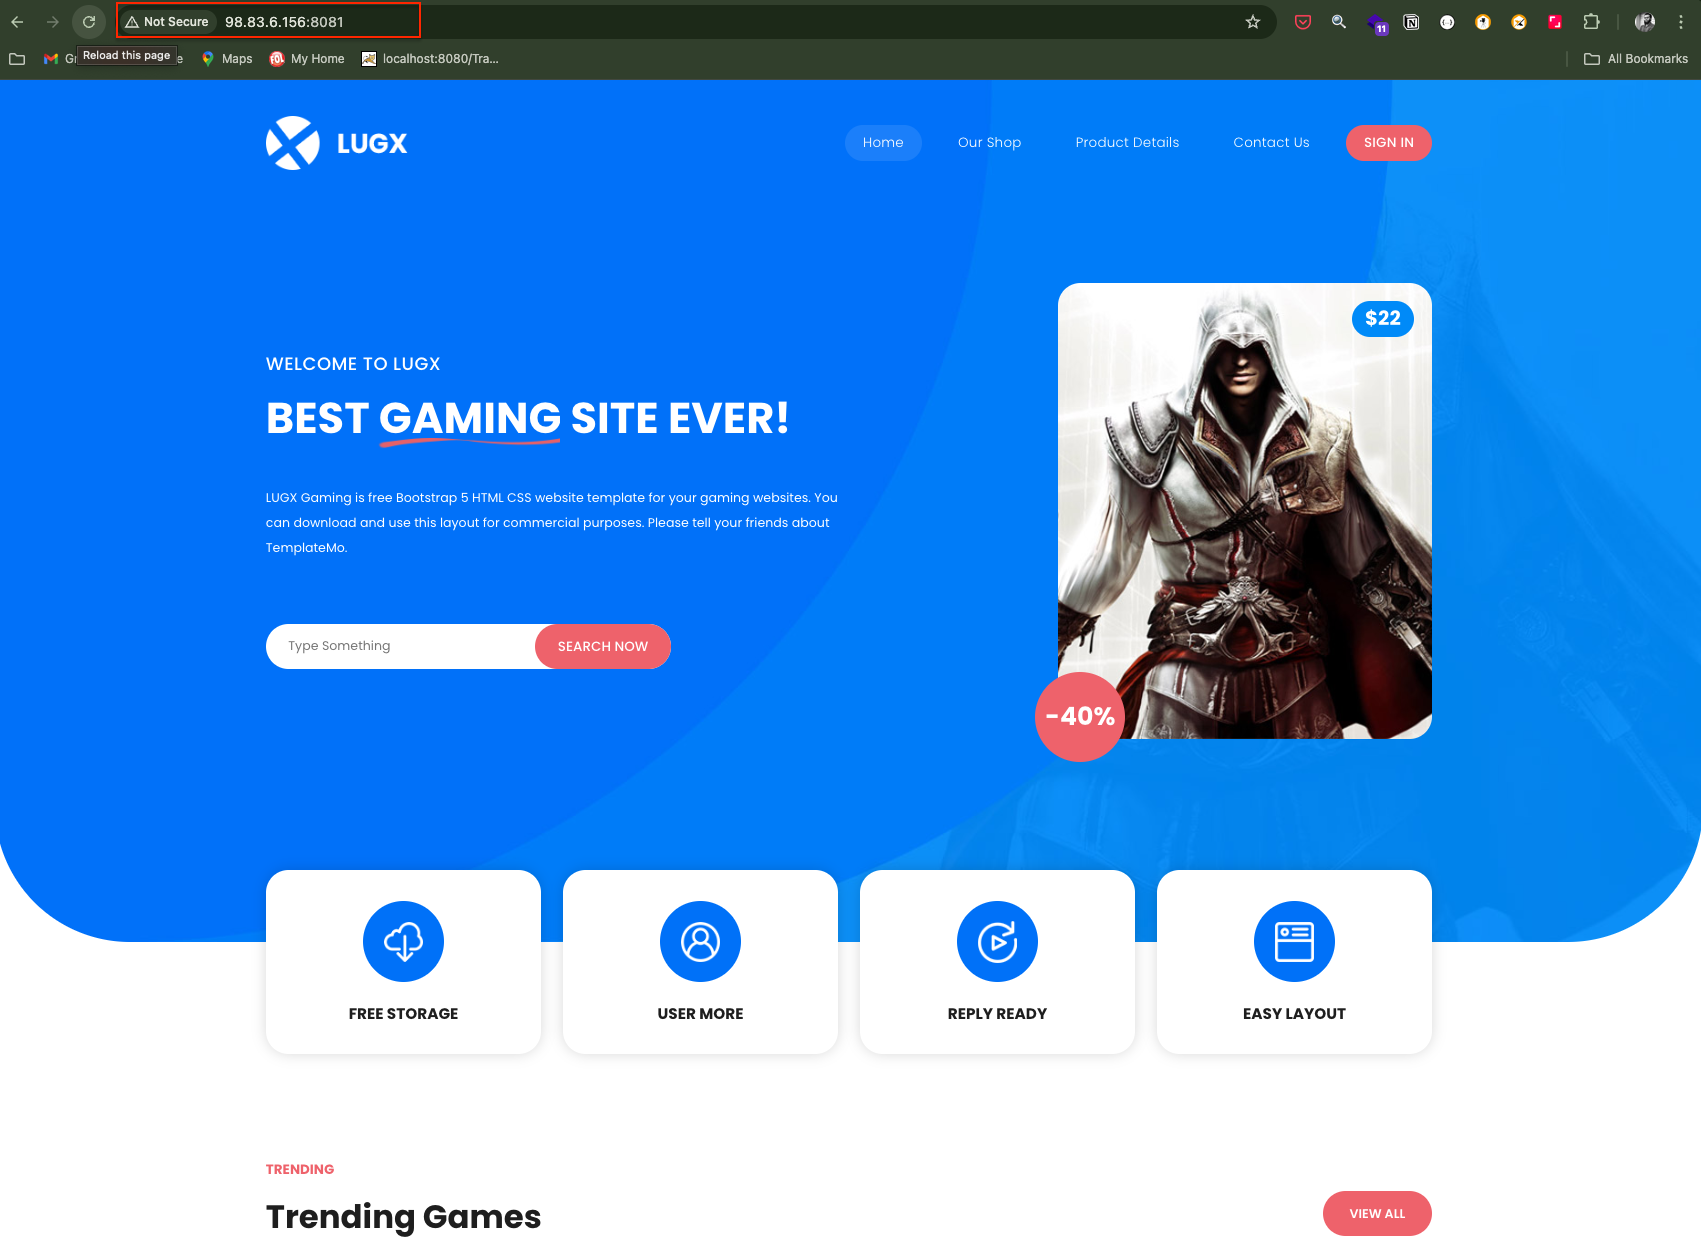 Not Secure
98.83.6.156:8081
11
Reload this page
Maps
My Home
localhost:8080/Tra...
All Bookmarks
LUGX
Home
Our Shop
Product Details
Contact Us
SIGN IN
$22
WELCOME TO LUGX
BEST GAMING SITE EVER!
LUGX Gaming is free Bootstrap 5 HTML CSS website template for your gaming websites. You
can download and use this layout for commercial purposes. Please tell your friends about
TemplateMo.
Type Something
SEARCH NOW
-40%
FREE STORAGE
USER MORE
REPLY READY
EASY LAYOUT
TRENDING
Trending Games
VIEW ALL